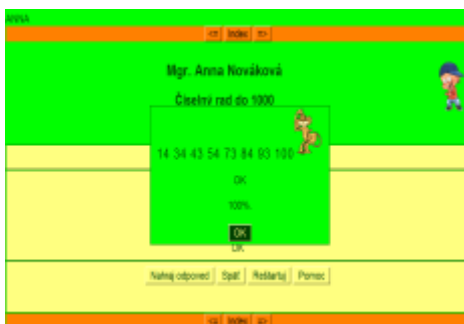 ANNA
<= Index =>
Mgr. Anna Nováková
Číselný rad do 1000
14 34 43 54 73 84 93 100
OK
100%
OK
OK
Nahraj odpoveď Späť Reštartuj Pomoc
<= Index =>